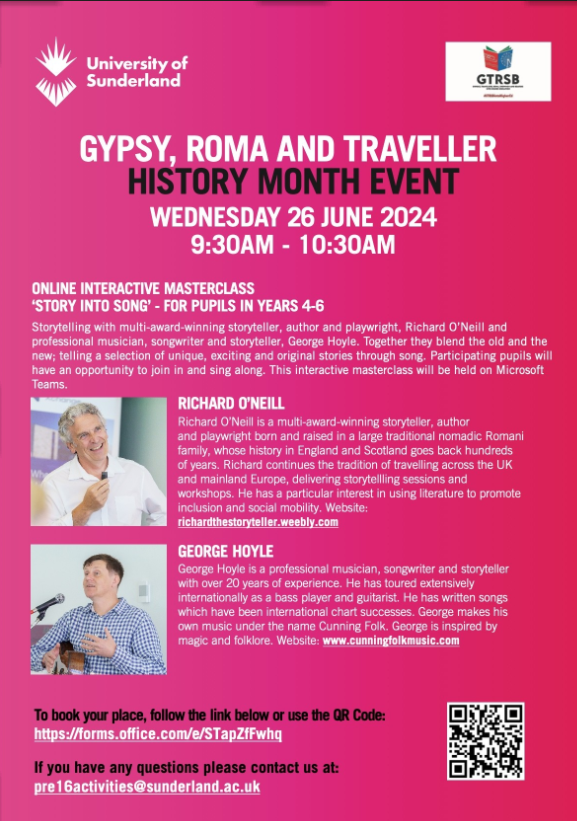 University of
Sunderland
GTRSB
GYPSY, ROMA AND TRAVELLER
HISTORY MONTH EVENT
WEDNESDAY 26 JUNE 2024
9:30AM - 10:30AM
ONLINE INTERACTIVE MASTERCLASS
‘STORY INTO SONG’ - FOR PUPILS IN YEARS 4-6
Storytelling with multi-award-winning storyteller, author and playwright, Richard O’Neill and
professional musician, songwriter and storyteller, George Hoyle. Together they blend the old and the
new; telling a selection of unique, exciting and original stories through song. Participating pupils will
have an opportunity to join in and sing along. This interactive masterclass will be held on Microsoft
Teams.
RICHARD O’NEILL
Richard O’Neill is a multi-award-winning storyteller, author
and playwright born and raised in a large traditional nomadic Romani
family, whose history in England and Scotland goes back hundreds
of years. Richard continues the tradition of travelling across the UK
and mainland Europe, delivering storytellling sessions and
workshops. He has a particular interest in using literature to promote
inclusion and social mobility. Website:
richardthestoryteller.weebly.com
GEORGE HOYLE
George Hoyle is a professional musician, songwriter and storyteller
with over 20 years of experience. He has toured extensively
internationally as a bass player and guitarist. He has written songs
which have been international chart successes. George makes his
own music under the name Cunning Folk. George is inspired by
magic and folklore. Website: www.cunningfolkmusic.com
To book your place, follow the link below or use the QR Code:
https://forms.office.com/e/STapZfFwhq
If you have any questions please contact us at:
pre16activities@sunderland.ac.uk